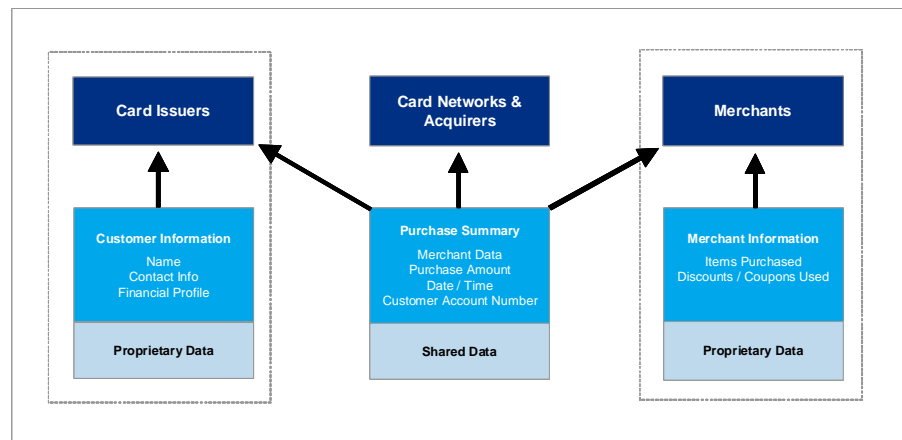 Card Issuers
Card Networks &
Acquirers
Merchants
Customer Information
Name
Contact Info
Financial Profile
Proprietary Data
Purchase Summary
Merchant Data
Purchase Amount
Date / Time
Customer Account Number
Shared Data
Merchant Information
Items Purchased
Discounts / Coupons Used
Proprietary Data